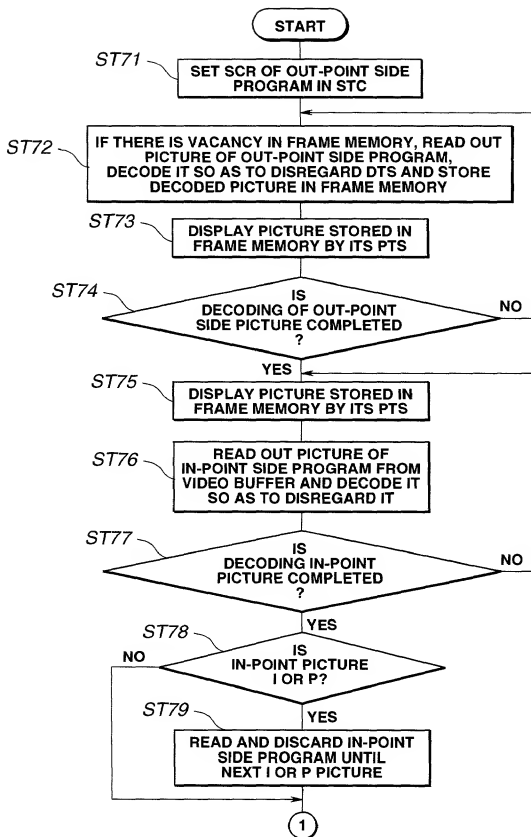 START
ST71
SET SCR OF OUT-POINT SIDE
PROGRAM IN STC
ST72
IF THERE IS VACANCY IN FRAME MEMORY, READ OUT
PICTURE OF OUT-POINT SIDE PROGRAM,
DECODE IT SO AS TO DISREGARD DTS AND STORE
DECODED PICTURE IN FRAME MEMORY
ST73
DISPLAY PICTURE STORED IN
FRAME MEMORY BY ITS PTS
ST74
IS
DECODING OF OUT-POINT
SIDE PICTURE COMPLETED
?
NO
YES
ST75
DISPLAY PICTURE STORED IN
FRAME MEMORY BY ITS PTS
ST76
READ OUT PICTURE OF
IN-POINT SIDE PROGRAM FROM
VIDEO BUFFER AND DECODE IT
SO AS TO DISREGARD IT
ST77
IS
DECODING IN-POINT
PICTURE COMPLETED
?
NO
YES
ST78
IS
IN-POINT PICTURE
I OR P?
NO
YES
ST79
READ AND DISCARD IN-POINT
SIDE PROGRAM UNTIL
NEXT I OR P PICTURE
1